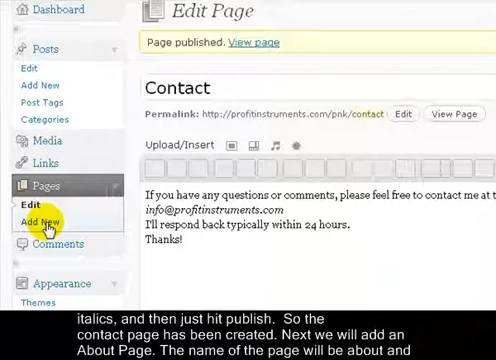 Dashboard
Edit Page
Page published. View page
Posts
Edit
Add New
Post Tags
Categories
Media
Links
Pages
Edit
Add New
Comments
Appearance
Themes
Contact
Permalink: http://profitinstruments.com/pnk/contact Edit View Page
Upload/Insert
If you have any questions or comments, please feel free to contact me at t
info@profitinstruments.com
I'll respond back typically within 24 hours.
Thanks!
italics, and then just hit publish. So the
contact page has been created. Next we will add an
About Page. The name of the page will be about and